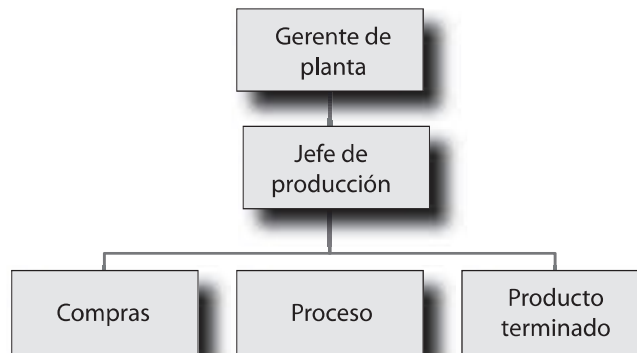 Gerente de
planta
Jefe de
producción
Compras
Proceso
Producto
terminado